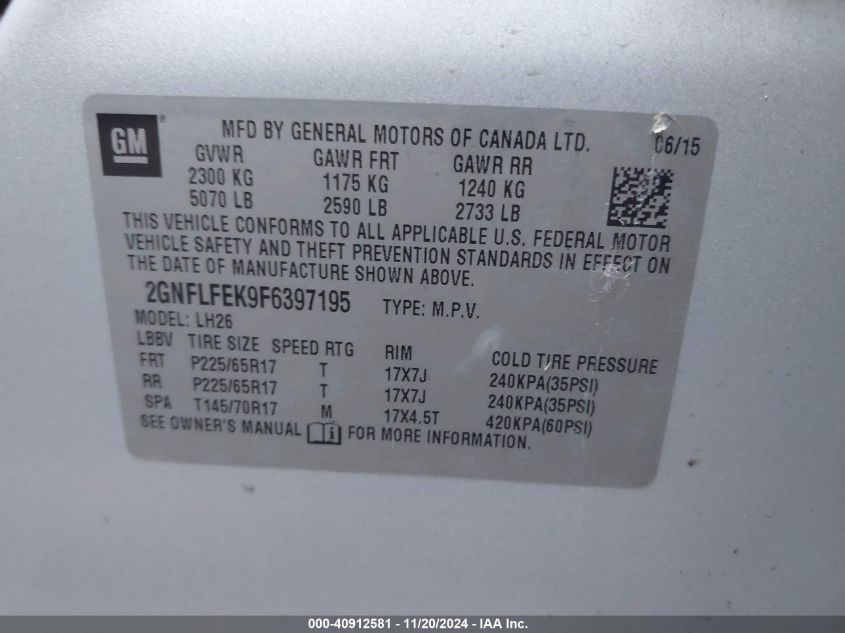 GM ®
MFD BY GENERAL MOTORS OF CANADA LTD. 06/15
GVWR GAWR FRT GAWR RR
2300 KG 1175 KG 1240 KG
5070 LB 2590 LB 2733 LB
THIS VEHICLE CONFORMS TO ALL APPLICABLE U.S. FEDERAL MOTOR
VEHICLE SAFETY AND THEFT PREVENTION STANDARDS IN EFFECT ON
THE DATE OF MANUFACTURE SHOWN ABOVE.
2GNFLFEK9F6397195 TYPE: M.P.V.
MODEL: LH26
LBBV TIRE SIZE SPEED RTG RIM COLD TIRE PRESSURE
FRT P225/65R17 T 17X7J 240KPA(35PSI)
RR P225/65R17 T 17X7J 240KPA(35PSI)
SPA T145/70R17 M 17X4.5T 420KPA(60PSI)
SEE OWNER'S MANUAL i FOR MORE INFORMATION.
000-40912581 - 11/20/2024 - IAA Inc.